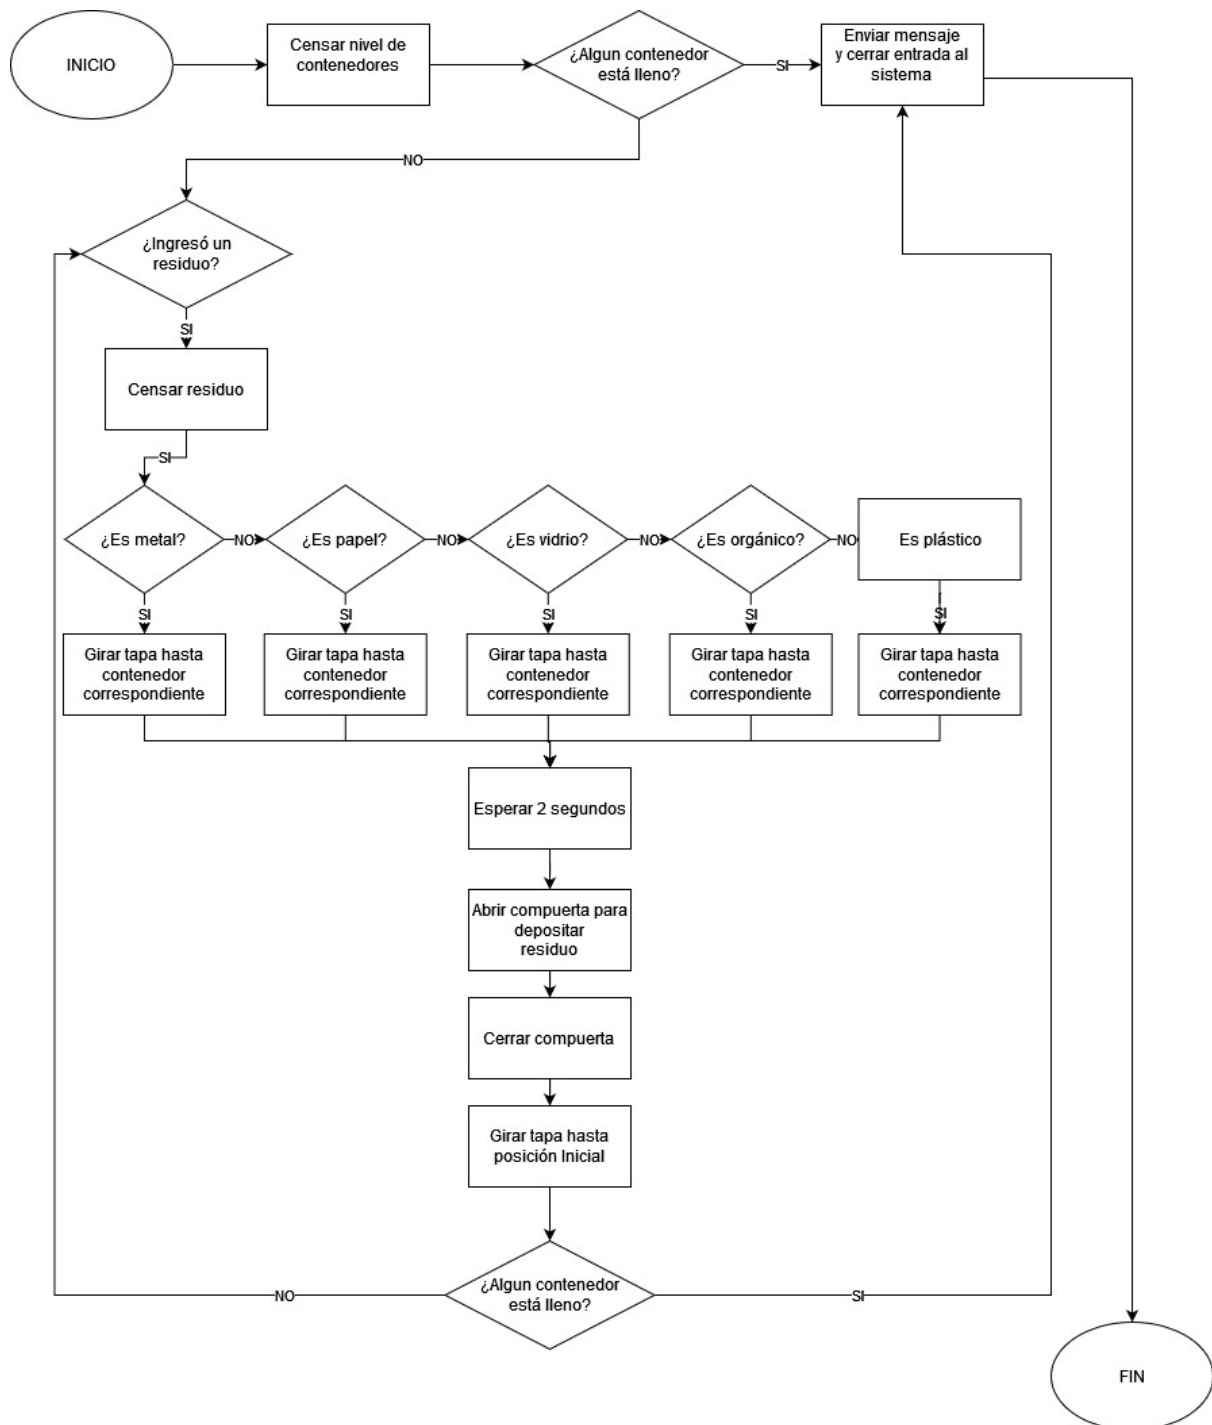 INICIO
Censar nivel de
contenedores
¿Algun contenedor
está lleno?
SI
Enviar mensaje
y cerrar entrada al
sistema
NO
¿Ingresó un
residuo?
SI
Censar residuo
SI
¿Es metal?
NO
¿Es papel?
NO
¿Es vidrio?
NO
¿Es orgánico?
NO
Es plástico
SI
SI
SI
SI
SI
Girar tapa hasta
contenedor
correspondiente
Girar tapa hasta
contenedor
correspondiente
Girar tapa hasta
contenedor
correspondiente
Girar tapa hasta
contenedor
correspondiente
Girar tapa hasta
contenedor
correspondiente
Esperar 2 segundos
Abrir compuerta para
depositar
residuo
Cerrar compuerta
Girar tapa hasta
posición Inicial
¿Algun contenedor
está lleno?
NO
SI
FIN